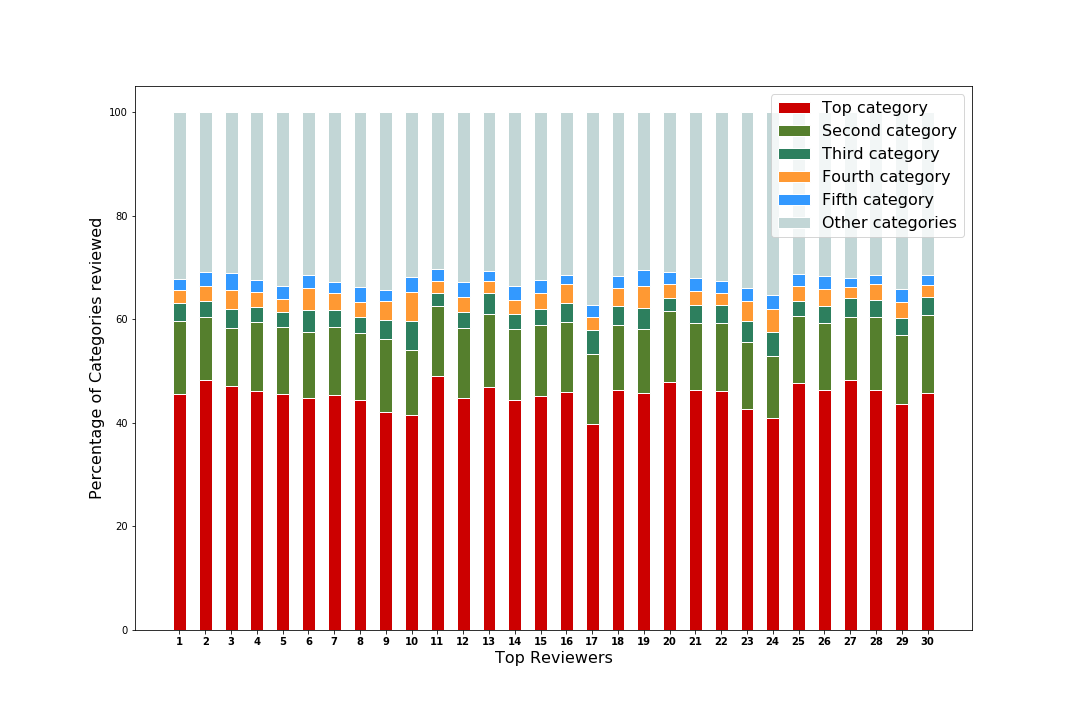 100
80
60
40
20
0
Percentage of Categories reviewed
Top category
Second category
Third category
Fourth category
Fifth category
Other categories
1 2 3 4 5 6 7 8 9 10 11 12 13 14 15 16 17 18 19 20 21 22 23 24 25 26 27 28 29 30
Top Reviewers